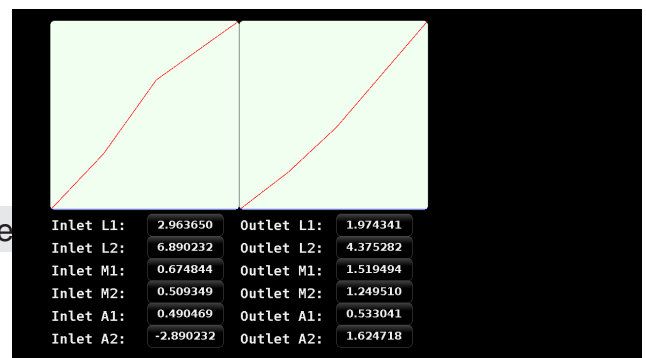 e
Inlet L1: 2.963650 Outlet L1: 1.974341
Inlet L2: 6.890232 Outlet L2: 4.375282
Inlet M1: 0.674844 Outlet M1: 1.519494
Inlet M2: 0.509349 Outlet M2: 1.249510
Inlet A1: 0.490469 Outlet A1: 0.533041
Inlet A2: -2.890232 Outlet A2: 1.624718